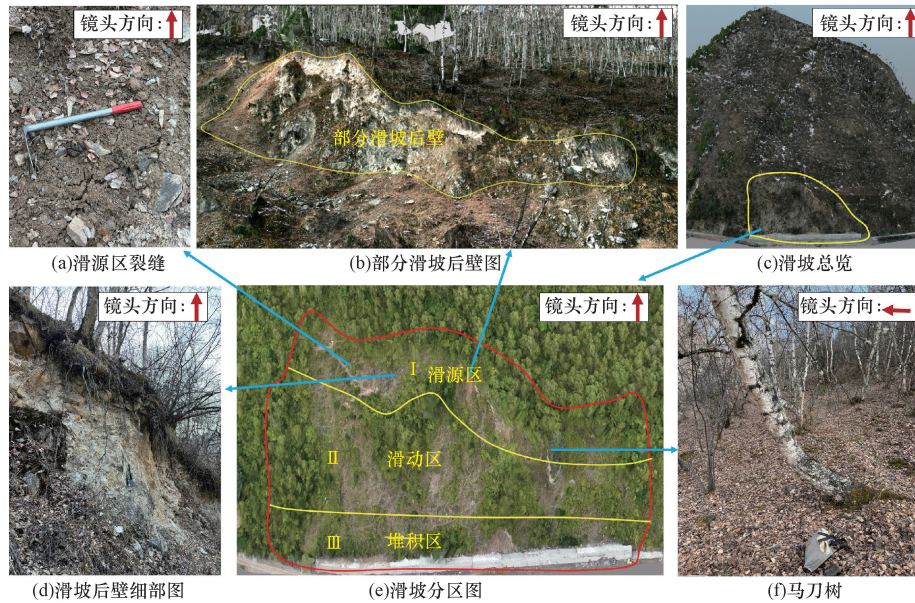 镜头方向:
镜头方向:
镜头方向:
部分滑坡后壁
(a)滑源区裂缝
(b)部分滑坡后壁图
(c)滑坡总览
镜头方向:
镜头方向:
镜头方向:
Ⅰ 滑源区
Ⅱ 滑动区
Ⅲ 堆积区
(d)滑坡后壁细部图
(e)滑坡分区图
(f)马刀树